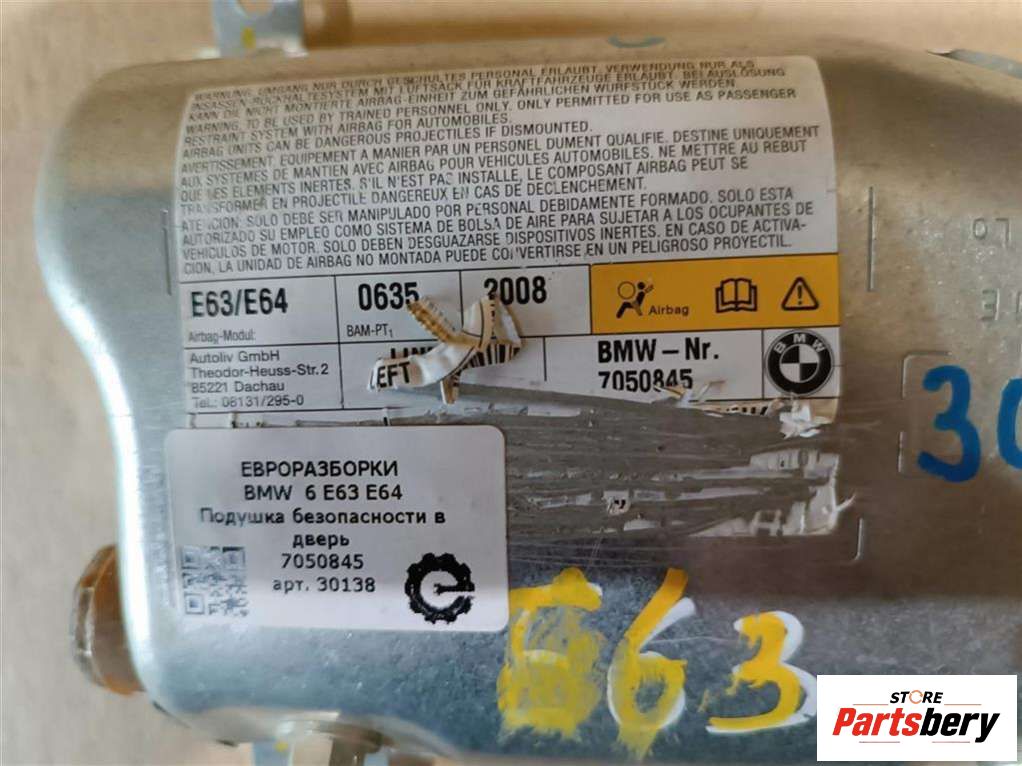 WARNUNG. UMGANG NUR DURCH GESCHULTES PERSONAL ERLAUBT. VERWENDUNG NUR ALS
INSASSEN-RÜCKHALTESYSTEM MIT LUFTSACK FÜR KRAFTFAHRZEUGE ERLAUBT. BEI AUSLÖSUNG
KANN DIE NICHT MONTIERTE AIRBAG-EINHEIT ZUM GEFÄHRLICHEN WURFSTÜCK WERDEN
WARNING. TO BE USED BY TRAINED PERSONNEL ONLY. ONLY PERMITTED FOR USE AS PASSENGER
RESTRAINT SYSTEM WITH AIRBAG FOR AUTOMOBILES.
AIRBAG UNITS CAN BE DANGEROUS PROJECTILES IF DISMOUNTED.
AVERTISSEMENT. EQUIPEMENT A MANIER PAR UN PERSONEL DUMENT QUALIFIE. DESTINE UNIQUEMENT
AUX SYSTEMES DE MANTIEN AVEC AIRBAG POUR VEHICULES AUTOMOBILES. NE METTRE AU REBUT
QUE DES ELEMENTS INERTES. S'IL N'EST PAS INSTALLE, LE COMPOSANT AIRBAG PEUT SE
TRANSFORMER EN PROJECTILE DANGEREUX EN CAS DE DECLENCHEMENT.
ATENCION. SOLO DEBE SER MANIPULADO POR PERSONAL DEBIDAMENTE FORMADO. SOLO ESTA
AUTORIZADO SU EMPLEO COMO SISTEMA DE BOLSA DE AIRE PARA SUJETAR A LOS OCUPANTES DE
VEHICULOS DE MOTOR. SOLO DEBEN DESGUAZARSE DISPOSITIVOS INERTES. EN CASO DE ACTIVA-
CION, LA UNIDAD DE AIRBAG NO MONTADA PUEDE CONVERTIRSE EN UN PELIGROSO PROYECTIL.
E63/E64 0635 2008 Airbag
Airbag-Modul: BAM-PT1
Autoliv GmbH
Theodor-Heuss-Str.2
85221 Dachau
Tel.: 08131/295-0
LEFT
BMW-Nr.
7050845
BMW
ЕВРОРАЗБОРКИ
BMW 6 E63 E64
Подушка безопасности в
дверь
7050845
арт. 30138
E63
30
STORE
Partsbery